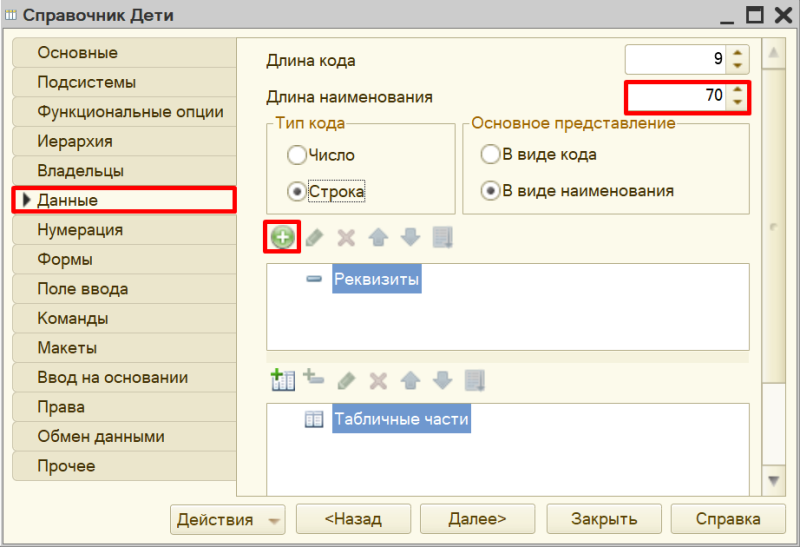 Справочник Дети
Основные
Подсистемы
Функциональные опции
Иерархия
Владельцы
Данные
Нумерация
Формы
Поле ввода
Команды
Макеты
Ввод на основании
Права
Обмен данными
Прочее
Длина кода 9
Длина наименования 70
Тип кода
Число
Строка
Основное представление
В виде кода
В виде наименования
Реквизиты
Табличные части
Действия <Назад Далее> Закрыть Справка